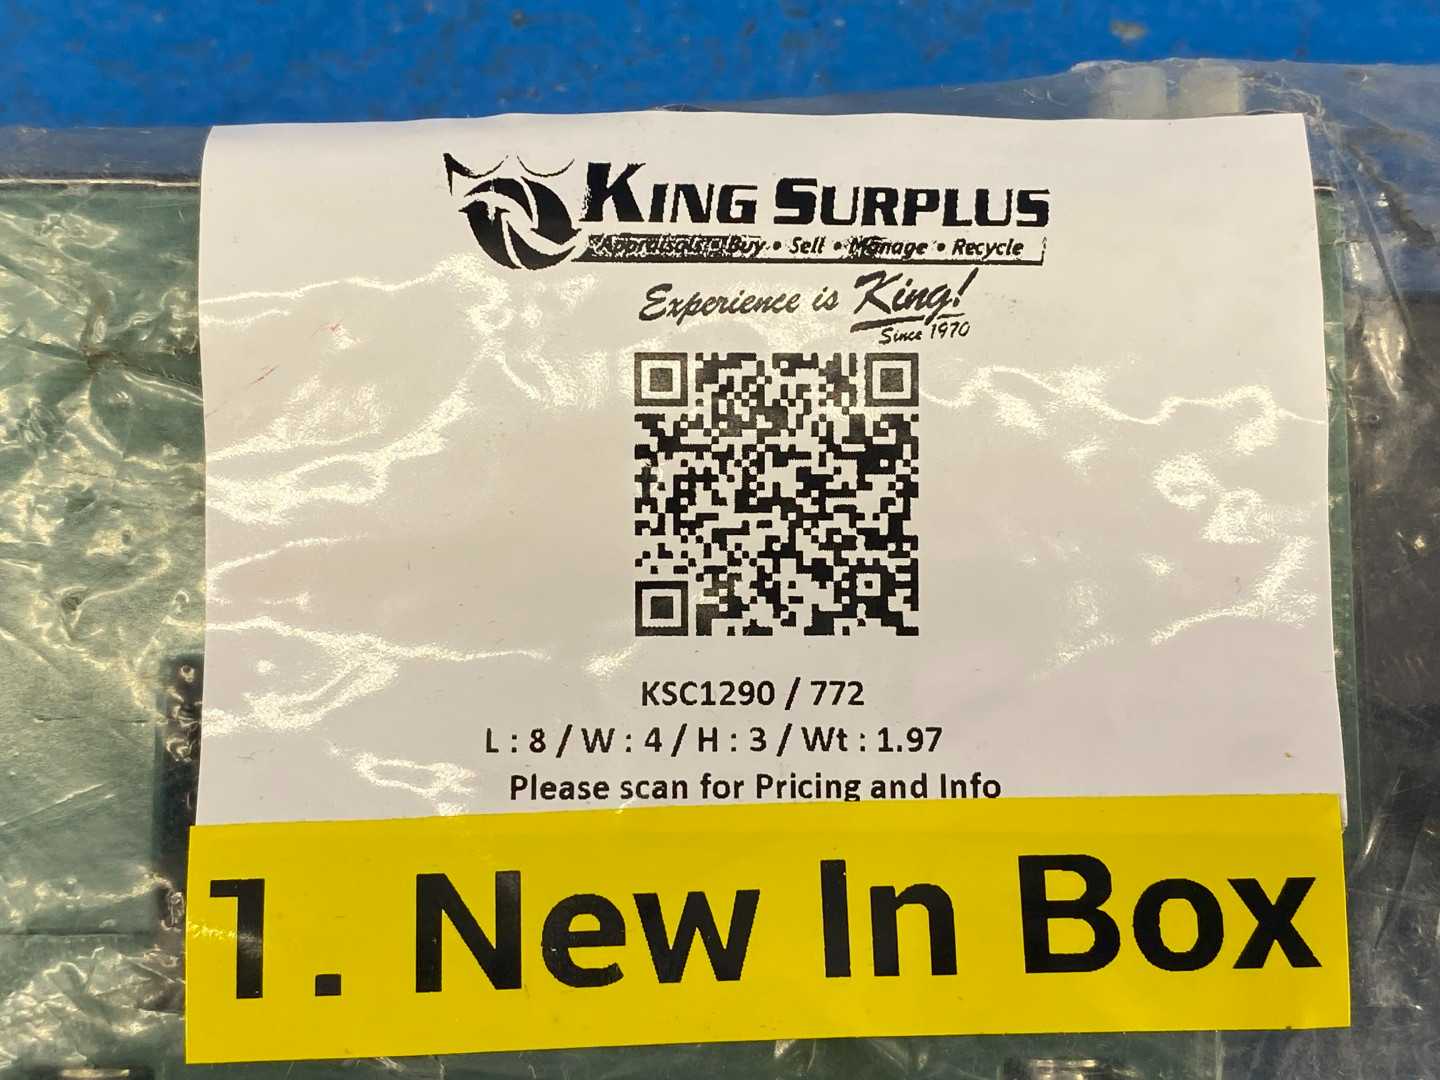 KING SURPLUS
Appraisals • Buy • Sell • Manage • Recycle
Experience is King!
Since 1970
KSC1290 / 772
L : 8 / W : 4 / H : 3 / Wt : 1.97
Please scan for Pricing and Info
1. New In Box